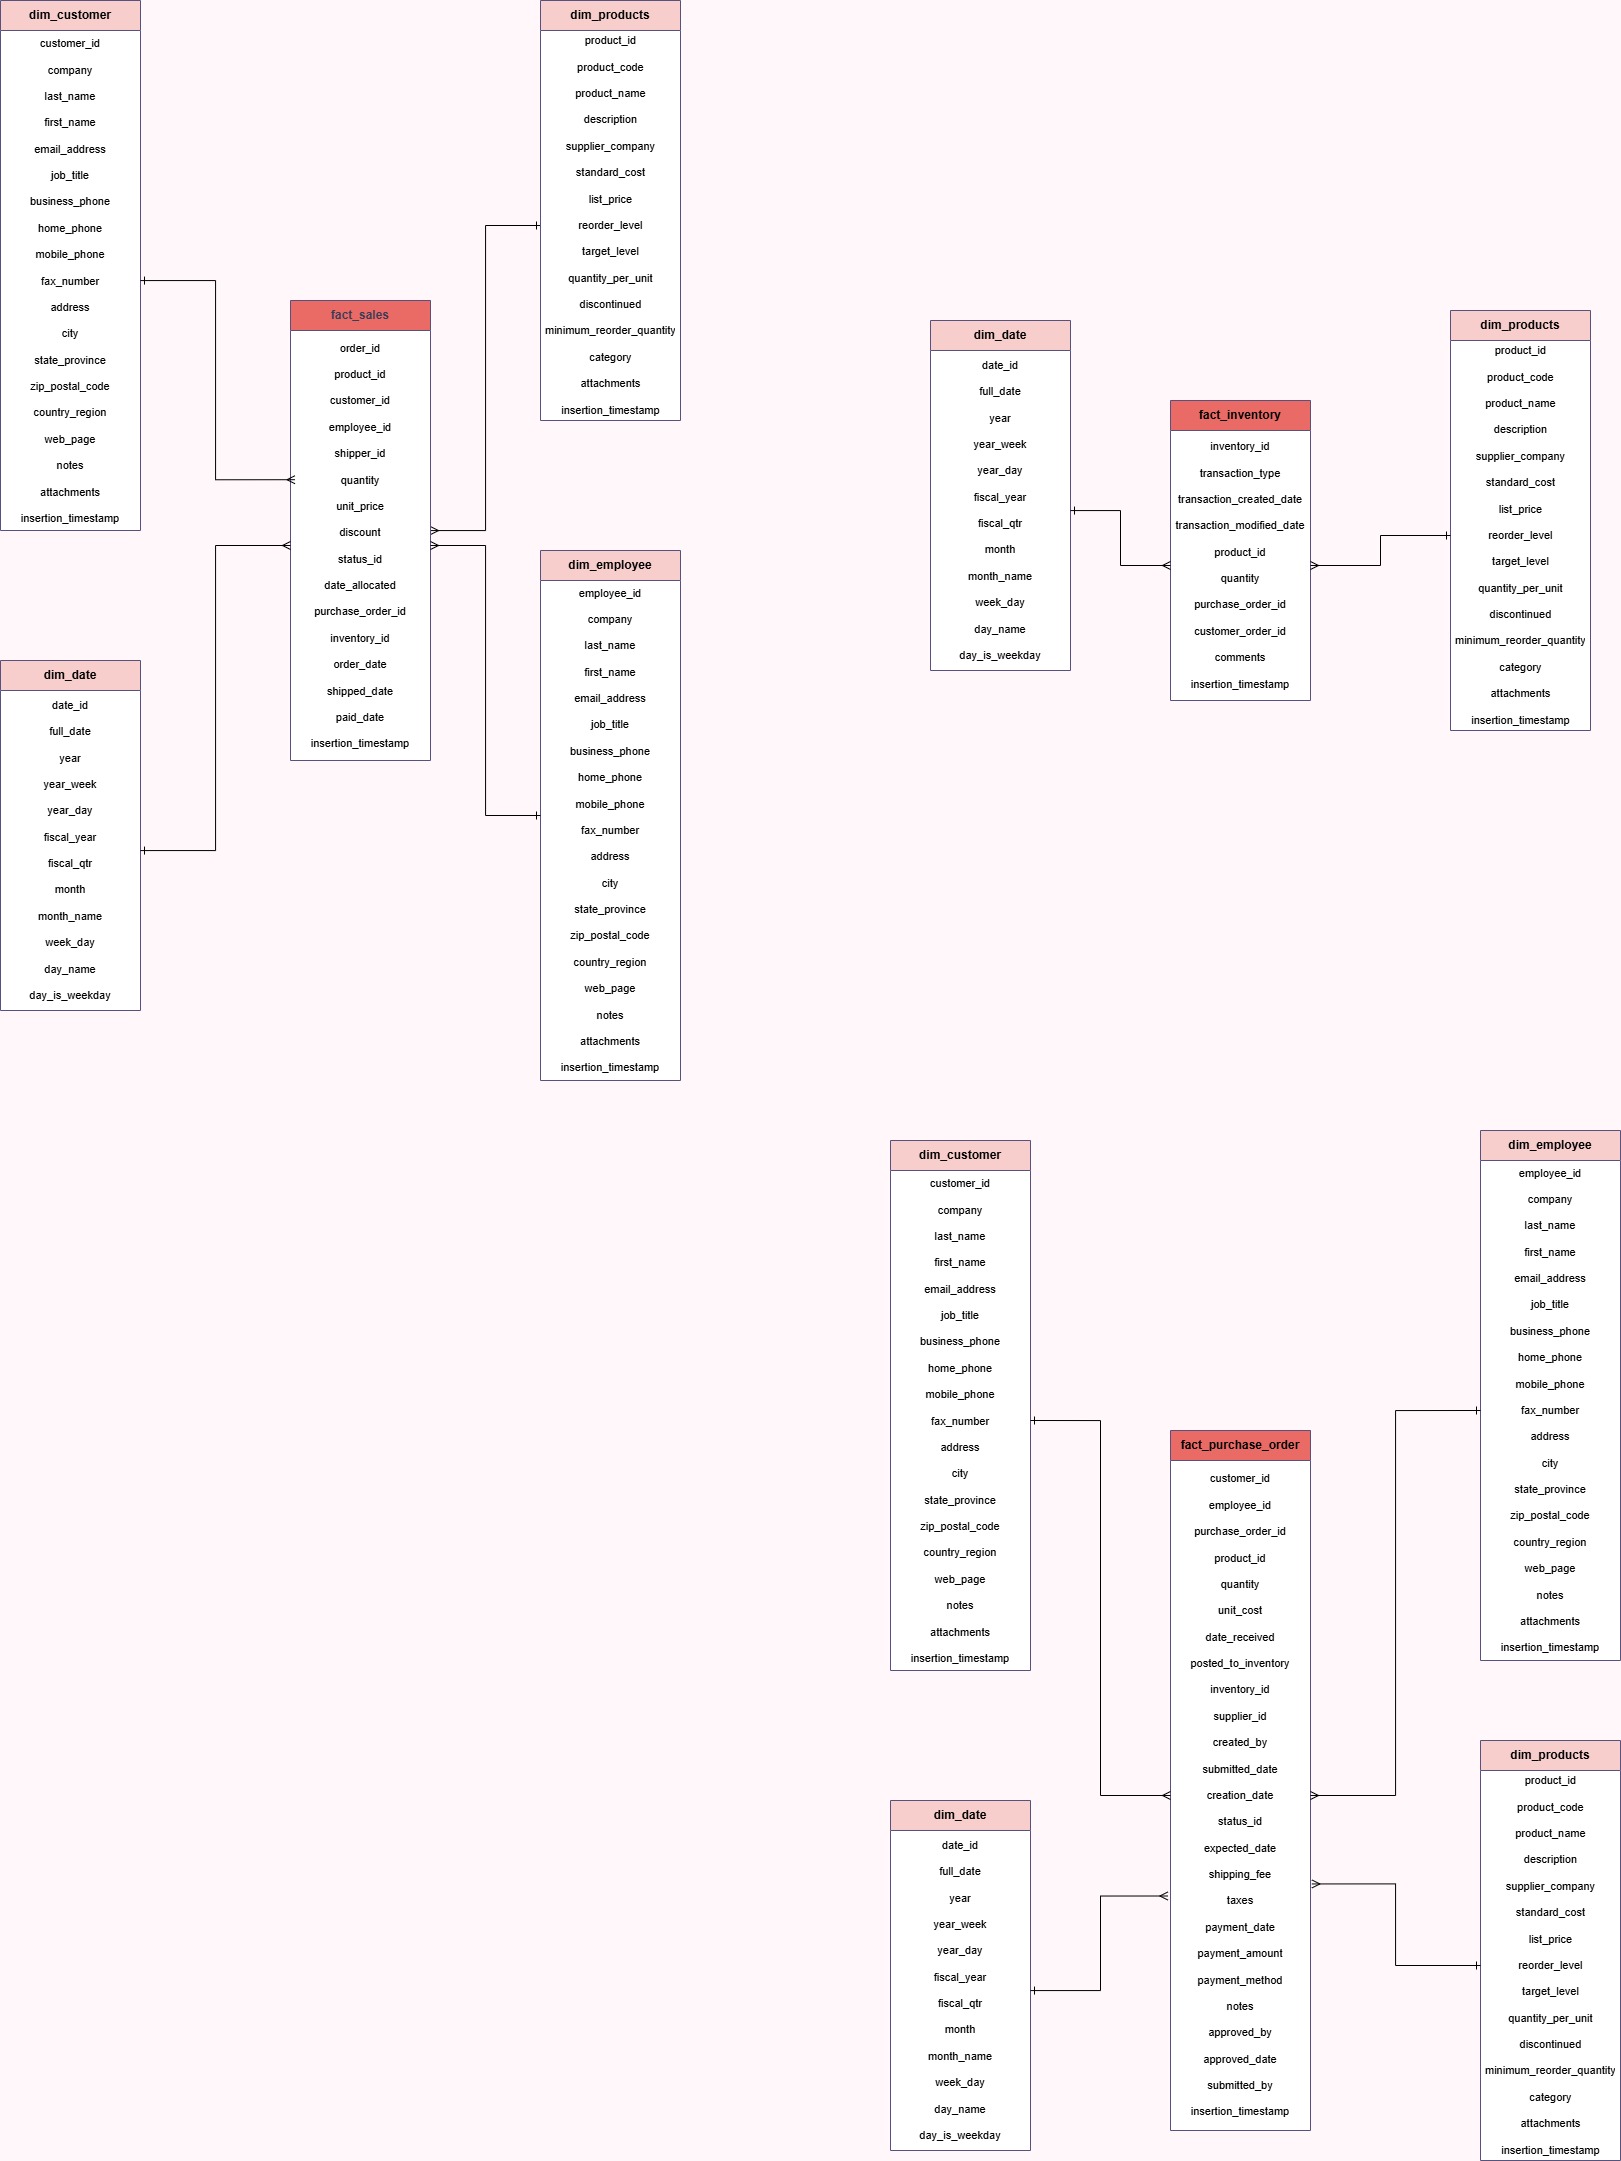 dim_customer
customer_id
company
last_name
first_name
email_address
job_title
business_phone
home_phone
mobile_phone
fax_number
address
city
state_province
zip_postal_code
country_region
web_page
notes
attachments
insertion_timestamp
dim_products
product_id
product_code
product_name
description
supplier_company
standard_cost
list_price
reorder_level
target_level
quantity_per_unit
discontinued
minimum_reorder_quantity
category
attachments
insertion_timestamp
fact_sales
order_id
product_id
customer_id
employee_id
shipper_id
quantity
unit_price
discount
status_id
date_allocated
purchase_order_id
inventory_id
order_date
shipped_date
paid_date
insertion_timestamp
dim_date
date_id
full_date
year
year_week
year_day
fiscal_year
fiscal_qtr
month
month_name
week_day
day_name
day_is_weekday
dim_employee
employee_id
company
last_name
first_name
email_address
job_title
business_phone
home_phone
mobile_phone
fax_number
address
city
state_province
zip_postal_code
country_region
web_page
notes
attachments
insertion_timestamp
dim_date
date_id
full_date
year
year_week
year_day
fiscal_year
fiscal_qtr
month
month_name
week_day
day_name
day_is_weekday
fact_inventory
inventory_id
transaction_type
transaction_created_date
transaction_modified_date
product_id
quantity
purchase_order_id
customer_order_id
comments
insertion_timestamp
dim_products
product_id
product_code
product_name
description
supplier_company
standard_cost
list_price
reorder_level
target_level
quantity_per_unit
discontinued
minimum_reorder_quantity
category
attachments
insertion_timestamp
dim_customer
customer_id
company
last_name
first_name
email_address
job_title
business_phone
home_phone
mobile_phone
fax_number
address
city
state_province
zip_postal_code
country_region
web_page
notes
attachments
insertion_timestamp
dim_date
date_id
full_date
year
year_week
year_day
fiscal_year
fiscal_qtr
month
month_name
week_day
day_name
day_is_weekday
fact_purchase_order
customer_id
employee_id
purchase_order_id
product_id
quantity
unit_cost
date_received
posted_to_inventory
inventory_id
supplier_id
created_by
submitted_date
creation_date
status_id
expected_date
shipping_fee
taxes
payment_date
payment_amount
payment_method
notes
approved_by
approved_date
submitted_by
insertion_timestamp
dim_employee
employee_id
company
last_name
first_name
email_address
job_title
business_phone
home_phone
mobile_phone
fax_number
address
city
state_province
zip_postal_code
country_region
web_page
notes
attachments
insertion_timestamp
dim_products
product_id
product_code
product_name
description
supplier_company
standard_cost
list_price
reorder_level
target_level
quantity_per_unit
discontinued
minimum_reorder_quantity
category
attachments
insertion_timestamp